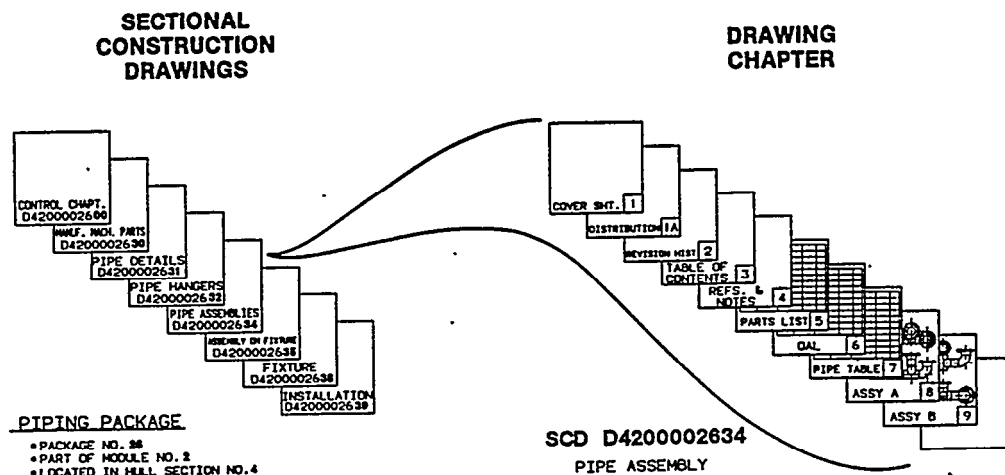 SECTIONAL
CONSTRUCTION
DRAWINGS
CONTROL CHAPT.
D4200002600
MANUF. MACH. PARTS
D4200002630
PIPE DETAILS
D4200002631
PIPE HANGERS
D4200002632
PIPE ASSEMBLIES
D4200002634
ASSEMBLY ON FIXTURE
D4200002635
FIXTURE
D4200002638
INSTALLATION
D4200002639
PIPING PACKAGE
• PACKAGE NO. 26
• PART OF MODULE NO. 2
• LOCATED IN HULL SECTION NO. 4
DRAWING
CHAPTER
COVER SHT. 1
DISTRIBUTION 1A
REVISION HIST 2
TABLE OF
CONTENTS 3
REFS. &
NOTES 4
PARTS LIST 5
DAL 6
PIPE TABLE 7
ASSY A 8
ASSY B 9
SCD D4200002634
PIPE ASSEMBLY